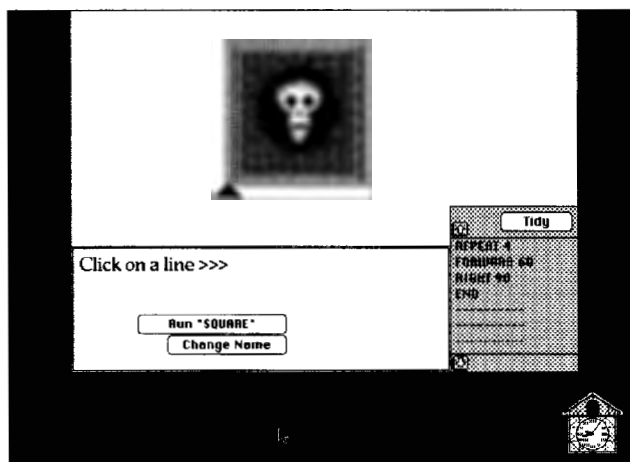 Tidy
REPEAT 4
FORWARD 60
RIGHT 90
END
Click on a line >>>
Run "SQUARE"
Change Name